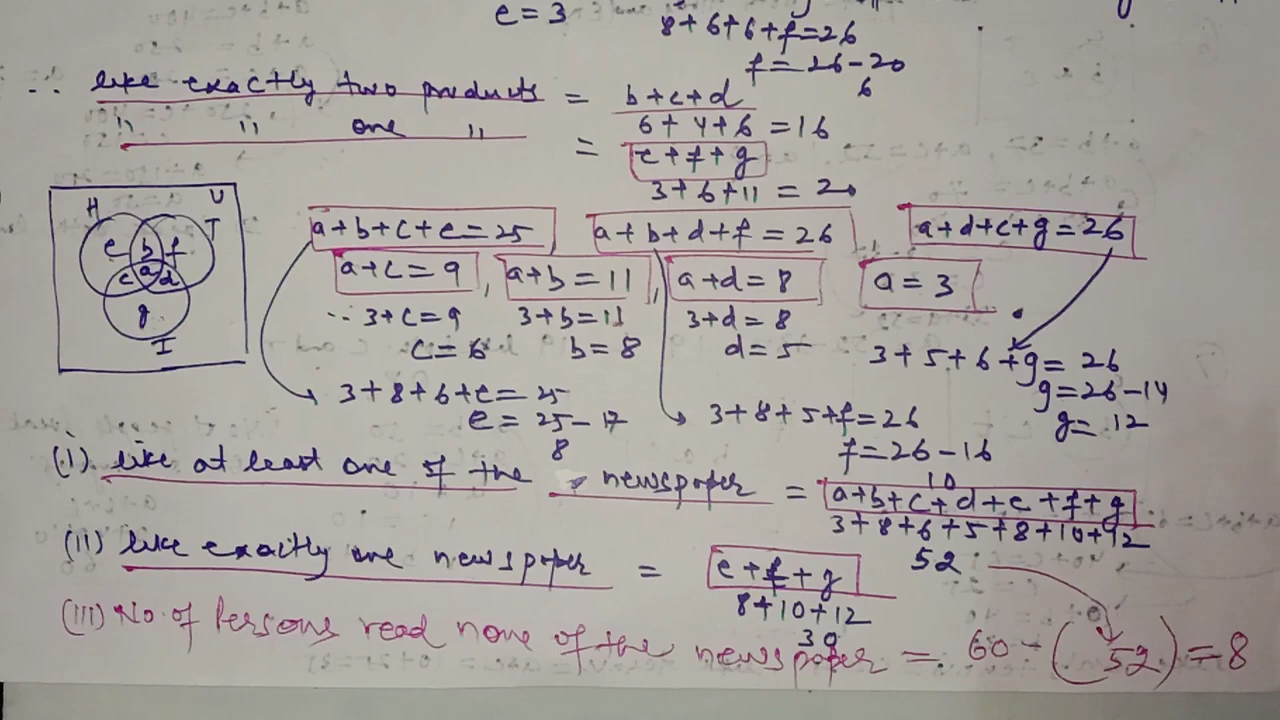 e = 3
8+6+6+f=26
f = 26-20
6
∴ like exactly two products = b+c+d
6+4+6 = 16
" " one " = e+f+g
3+6+11 = 20
H U T
e b f
c a d
g
I
a+b+c+e=25 a+b+d+f=26 a+d+c+g=26
a+c=9, a+b=11, a+d=8 a=3
∴ 3+c=9 3+b=11 3+d=8
c=6 b=8 d=5
3+5+6+g=26
g=26-14
g=12
3+8+6+e=25
e=25-17
8
3+8+5+f=26
f=26-16
10
(i) like at least one of the newspaper = a+b+c+d+e+f+g
3+8+6+5+8+10+12
52
(ii) like exactly one newspaper = e+f+g
8+10+12
30
(iii) No of Persons read none of the newspaper = 60-(52)=8